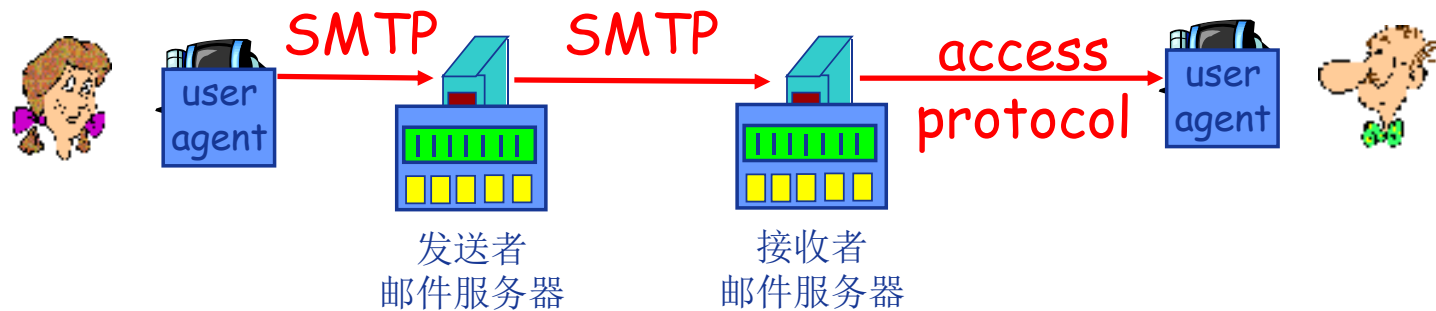 SMTP
SMTP
access
protocol
user
agent
user
agent
发送者
邮件服务器
接收者
邮件服务器